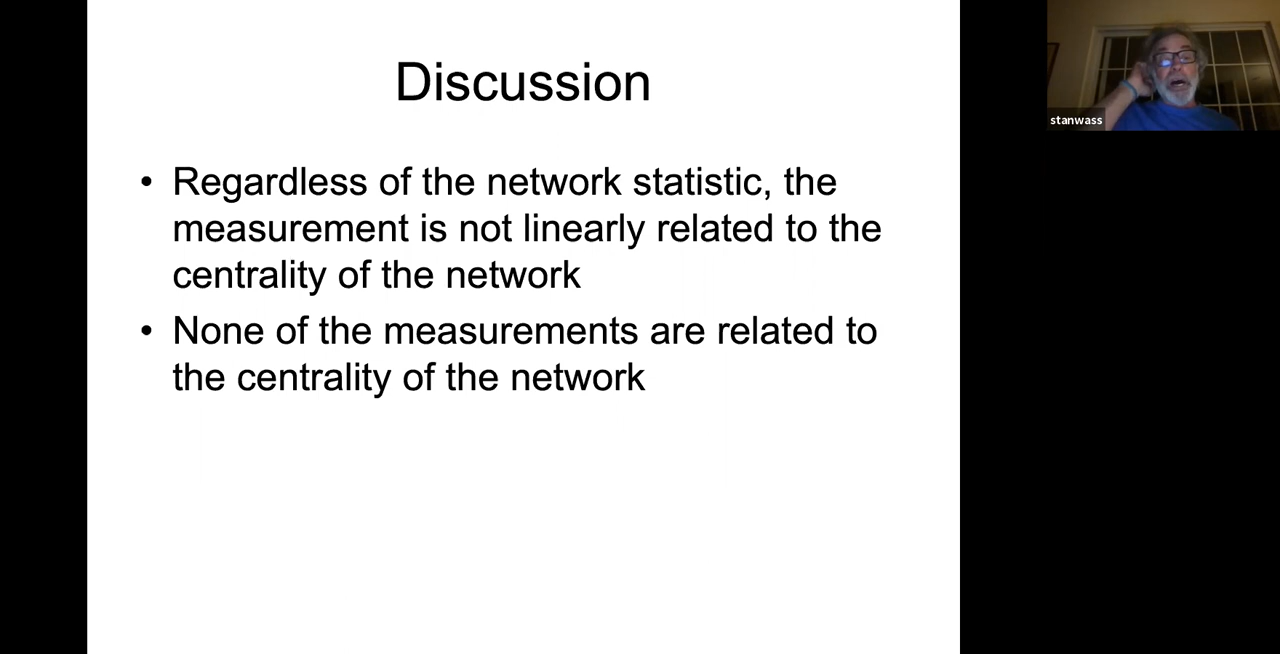 Discussion
stanwass
• Regardless of the network statistic, the
measurement is not linearly related to the
centrality of the network
• None of the measurements are related to
the centrality of the network